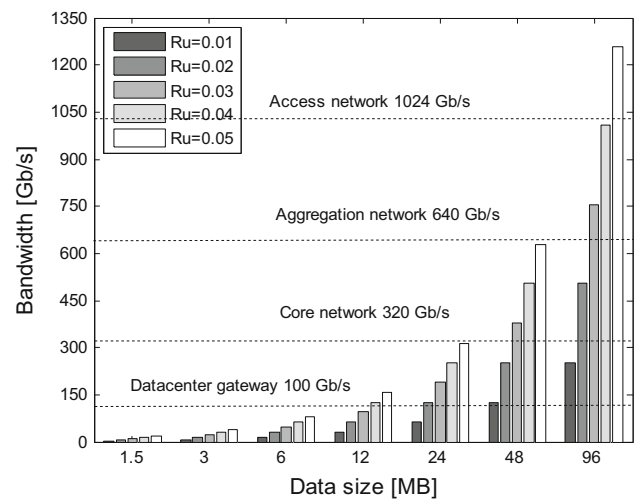 1350
1200
1050
900
750
600
450
300
150
0
Bandwidth [Gb/s]
Ru=0.01
Ru=0.02
Ru=0.03
Ru=0.04
Ru=0.05
Access network 1024 Gb/s
Aggregation network 640 Gb/s
Core network 320 Gb/s
Datacenter gateway 100 Gb/s
1.5 3 6 12 24 48 96
Data size [MB]